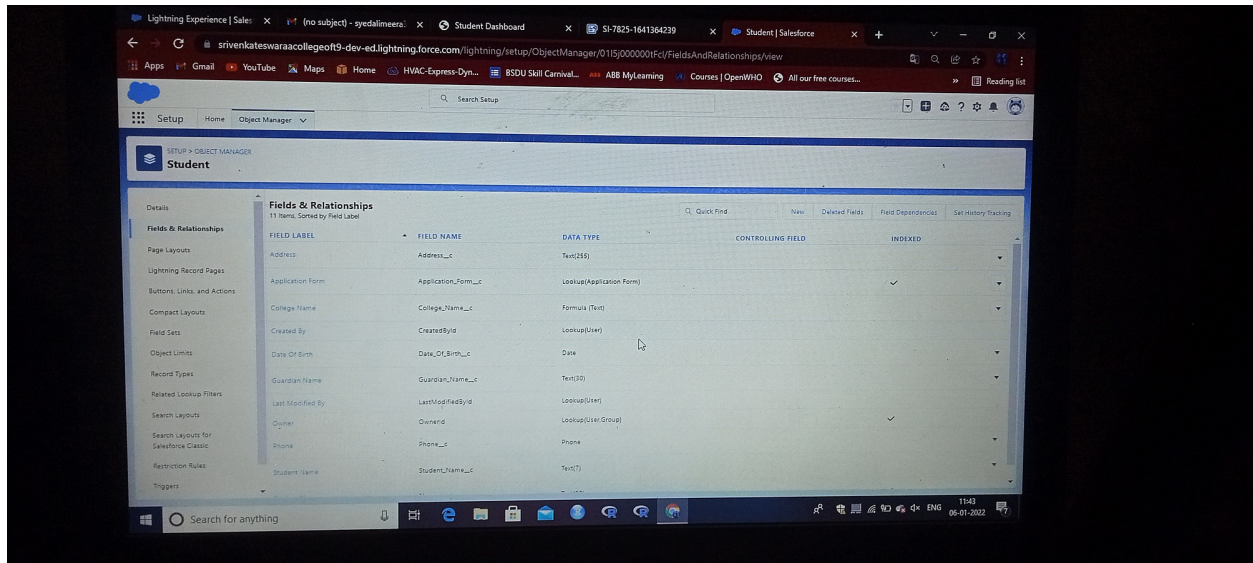 Lightning Experience | Sales
(no subject) - syedalimeera
Student Dashboard
SI-7825-1641364239
Student | Salesforce
srivenkateswaraacollegeoft9-dev-ed.lightning.force.com/lightning/setup/ObjectManager/01I5j000000tFcl/FieldsAndRelationships/view
Apps Gmail YouTube Maps Home HVAC-Express-Dyn... BSDU Skill Carnival... ABB MyLearning Courses | OpenWHO All our free courses... » Reading list
Search Setup
Setup Home Object Manager
SETUP > OBJECT MANAGER
Student
Details
Fields & Relationships
Page Layouts
Lightning Record Pages
Buttons, Links, and Actions
Compact Layouts
Field Sets
Object Limits
Record Types
Related Lookup Filters
Search Layouts
Search Layouts for
Salesforce Classic
Restriction Rules
Triggers
Fields & Relationships
11 Items, Sorted by Field Label
Quick Find New Deleted Fields Field Dependencies Set History Tracking
FIELD LABEL FIELD NAME DATA TYPE CONTROLLING FIELD INDEXED
Address Address__c Text(255)
Application Form Application_Form__c Lookup(Application Form)
College Name College_Name__c Formula (Text)
Created By CreatedById Lookup(User)
Date Of Birth Date_Of_Birth__c Date
Guardian Name Guardian_Name__c Text(30)
Last Modified By LastModifiedById Lookup(User)
Owner OwnerId Lookup(User,Group)
Phone Phone__c Phone
Student Name Student_Name__c Text(7)
Search for anything
ENG
11:43
06-01-2022